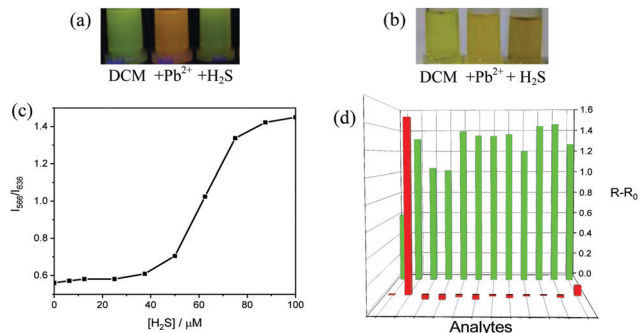 (a)
DCM +Pb²⁺ +H₂S
(b)
DCM +Pb²⁺ + H₂S
(c)
I₅₆₆/I₆₃₆
1.4
1.2
1.0
0.8
0.6
0 20 40 60 80 100
[H₂S] / μM
(d)
1.6
1.4
1.2
1.0
0.8
0.6
0.4
0.2
0.0
R-R₀
Analytes